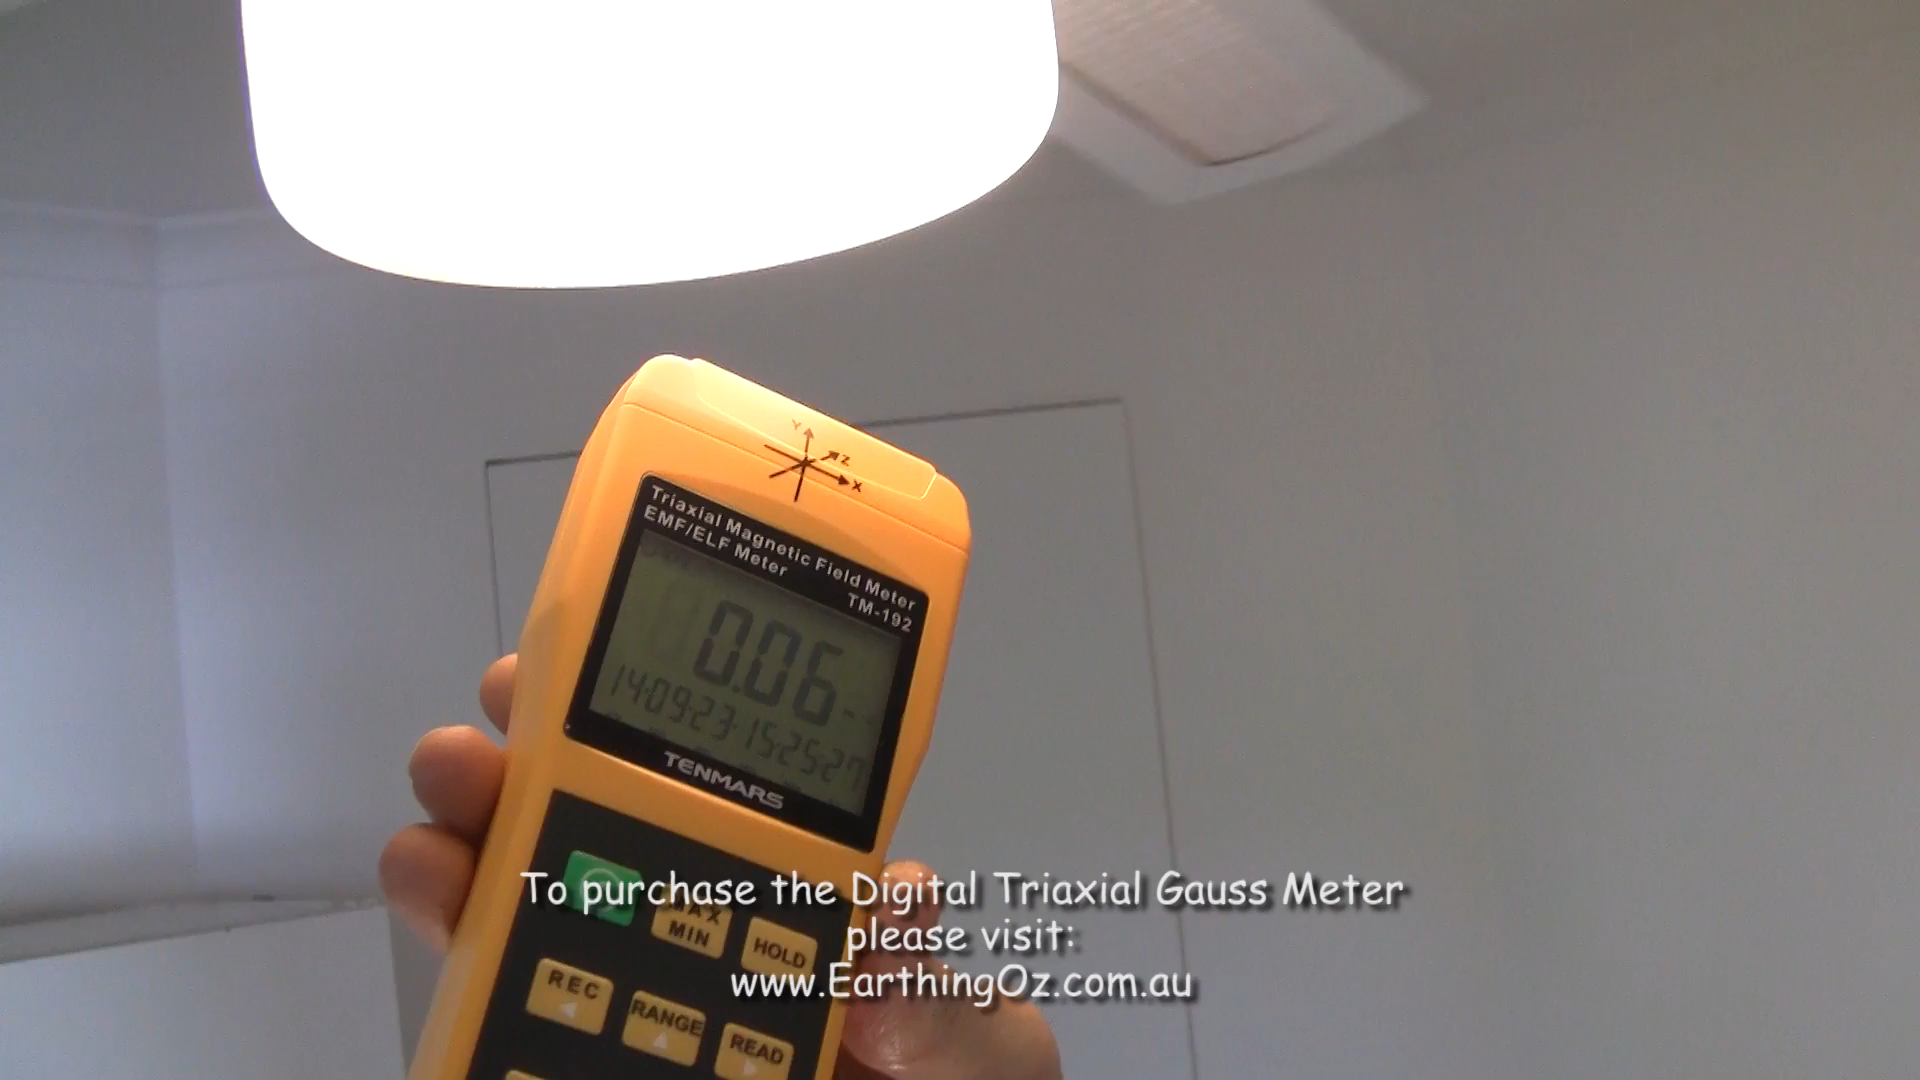 Y
Z
X
Triaxial Magnetic Field Meter
EMF/ELF Meter
TM-192
0.06
14-09-23-15:25:27
TENMARS
MAX
MIN
HOLD
REC
RANGE
READ
To purchase the Digital Triaxial Gauss Meter
please visit:
www.EarthingOz.com.au